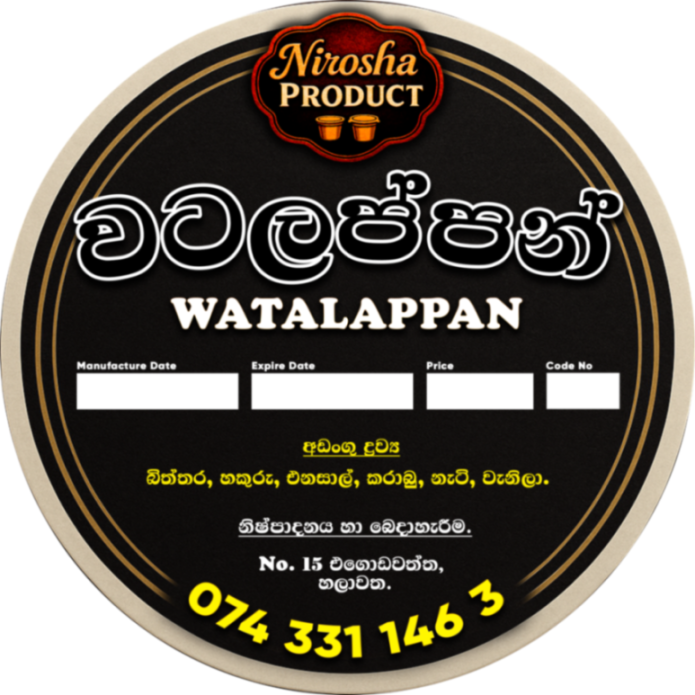 Nirosha
PRODUCT
වටලප්පන්
WATALAPPAN
Manufacture Date Expire Date Price Code No
අඩංගු ද්‍රව්‍ය
බිත්තර, හකුරු, එනසාල්, කරාබු, නැටි, වැනිලා.
නිෂ්පාදනය හා බෙදාහැරීම.
No. 15 එගොඩවත්ත,
හලාවත.
074 331 146 3